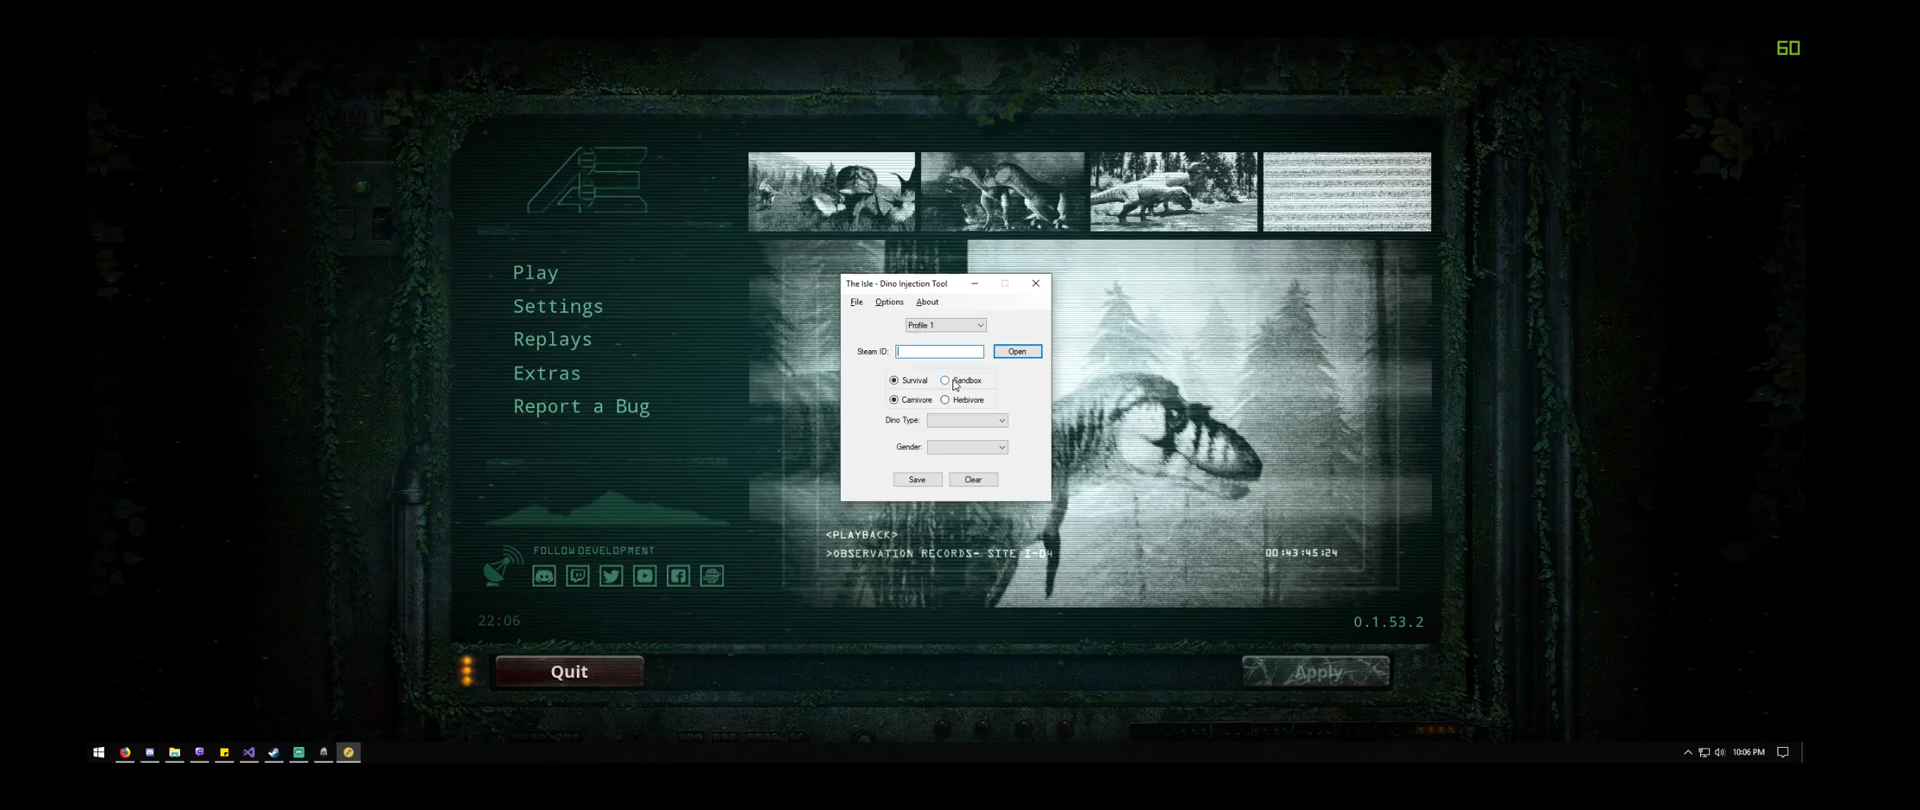 60
Play
Settings
Replays
Extras
Report a Bug
The Isle - Dino Injection Tool
File Options About
Profile 1
Steam ID: Open
Survival Sandbox
Carnivore Herbivore
Dino Type:
Gender:
Save Clear
<PLAYBACK>
>OBSERVATION RECORDS- SITE I-04
00:43:45:24
FOLLOW DEVELOPMENT
22:06
0.1.53.2
Quit
Apply
10:06 PM